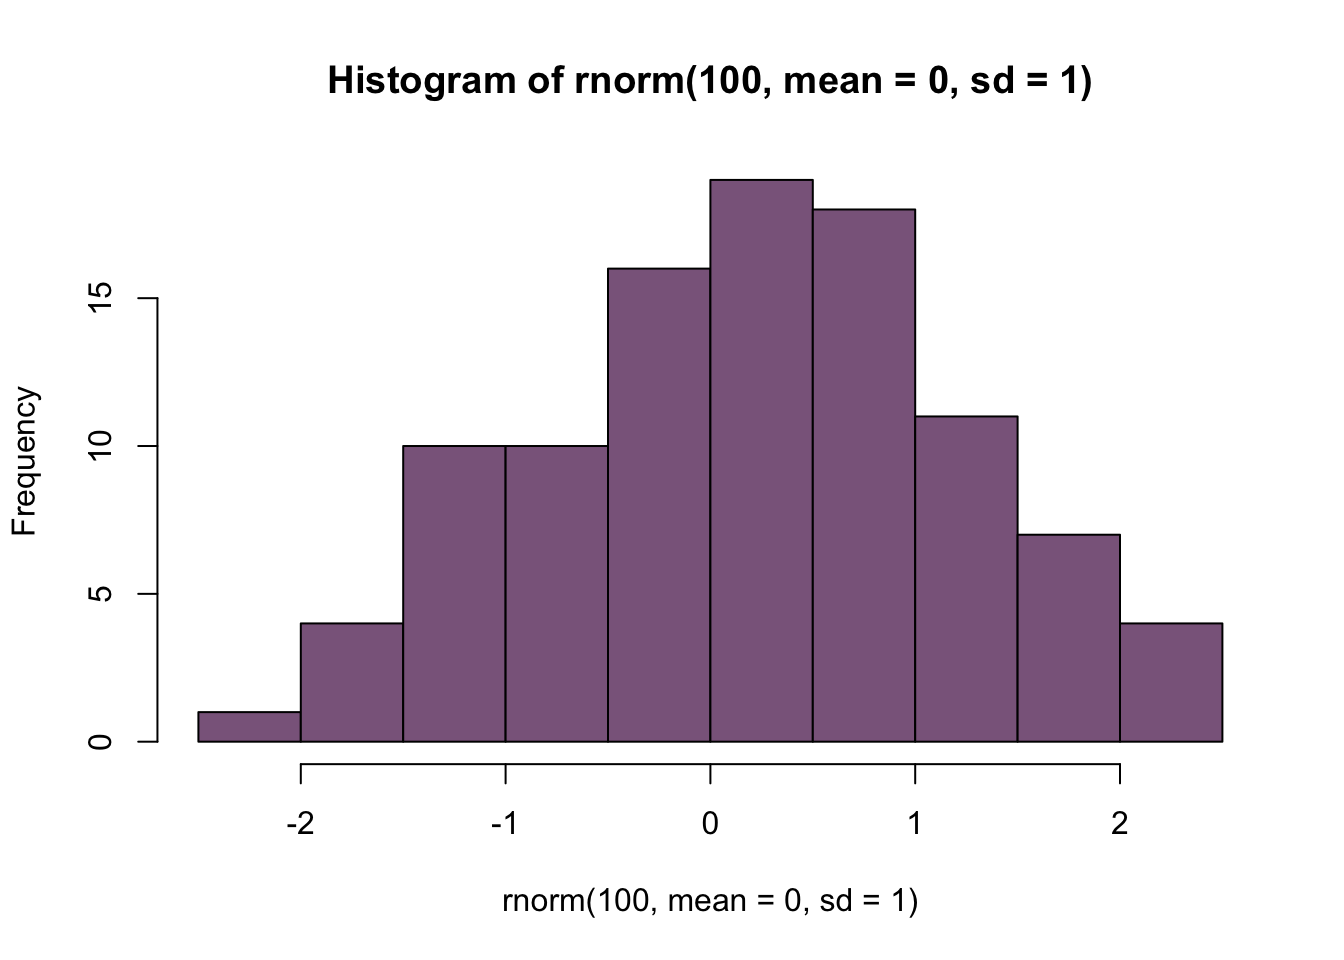 Histogram of rnorm(100, mean = 0, sd = 1)
Frequency
15
10
5
0
-2 -1 0 1 2
rnorm(100, mean = 0, sd = 1)